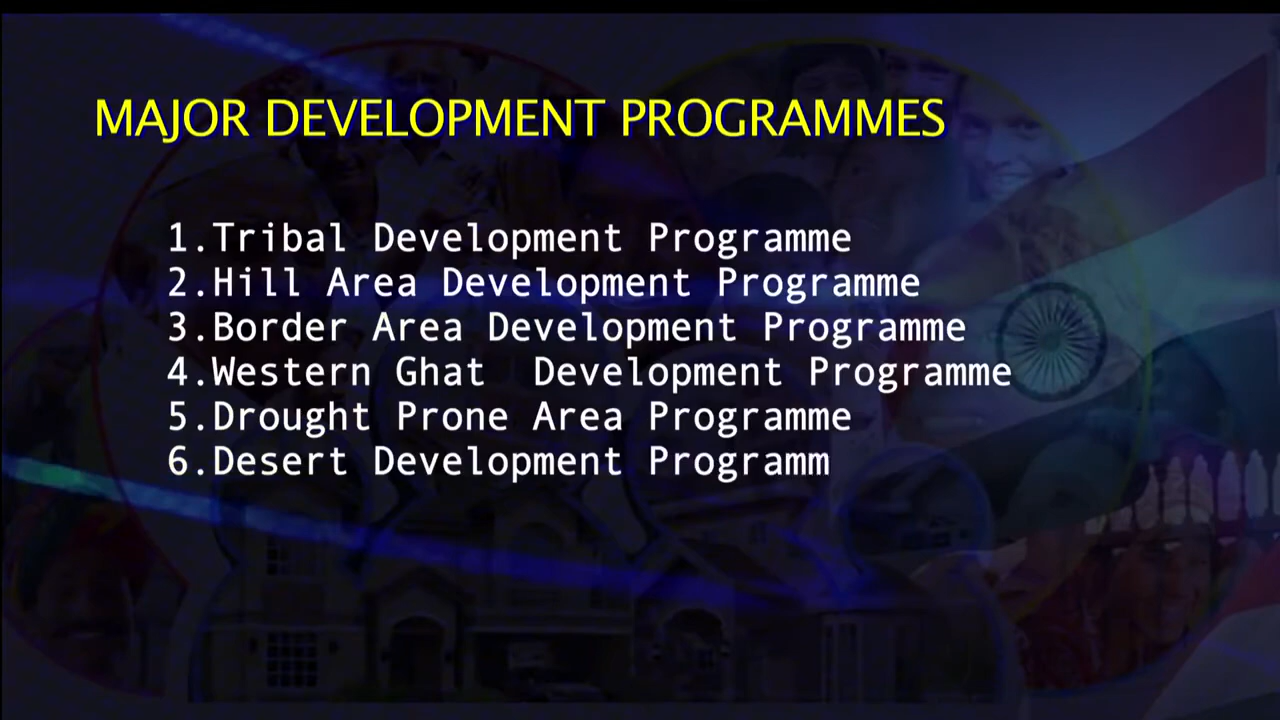 MAJOR DEVELOPMENT PROGRAMMES
1.Tribal Development Programme
2.Hill Area Development Programme
3.Border Area Development Programme
4.Western Ghat  Development Programme
5.Drought Prone Area Programme
6.Desert Development Programm